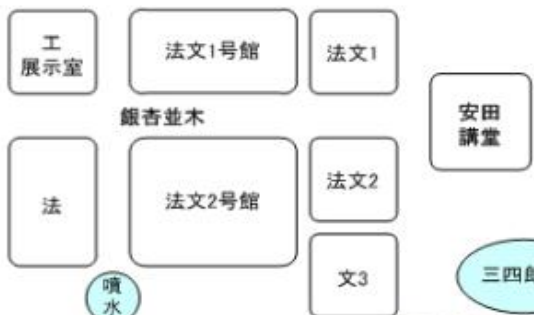 工
展示室
法文1号館
法文1
安田
講堂
銀杏並木
法
法文2号館
法文2
文3
噴
水
三四郎